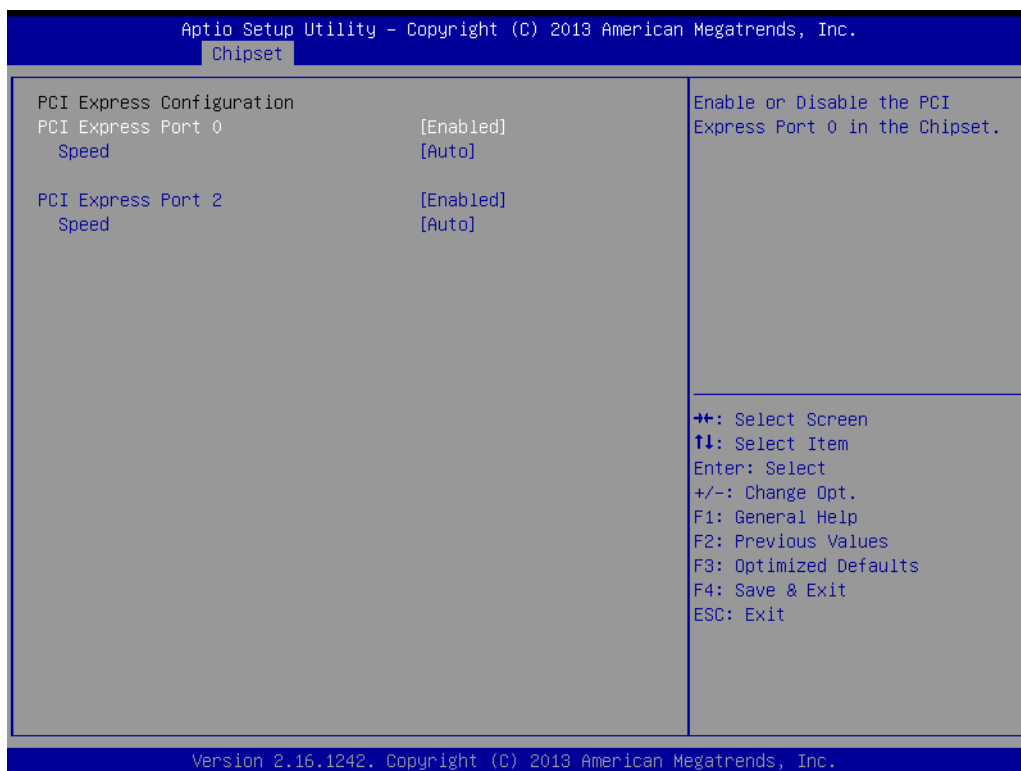 Aptio Setup Utility – Copyright (C) 2013 American Megatrends, Inc.
Chipset
PCI Express Configuration
PCI Express Port 0 [Enabled]
Speed [Auto]
PCI Express Port 2 [Enabled]
Speed [Auto]
Enable or Disable the PCI
Express Port 0 in the Chipset.
→←: Select Screen
↑↓: Select Item
Enter: Select
+/-: Change Opt.
F1: General Help
F2: Previous Values
F3: Optimized Defaults
F4: Save & Exit
ESC: Exit
Version 2.16.1242. Copyright (C) 2013 American Megatrends, Inc.